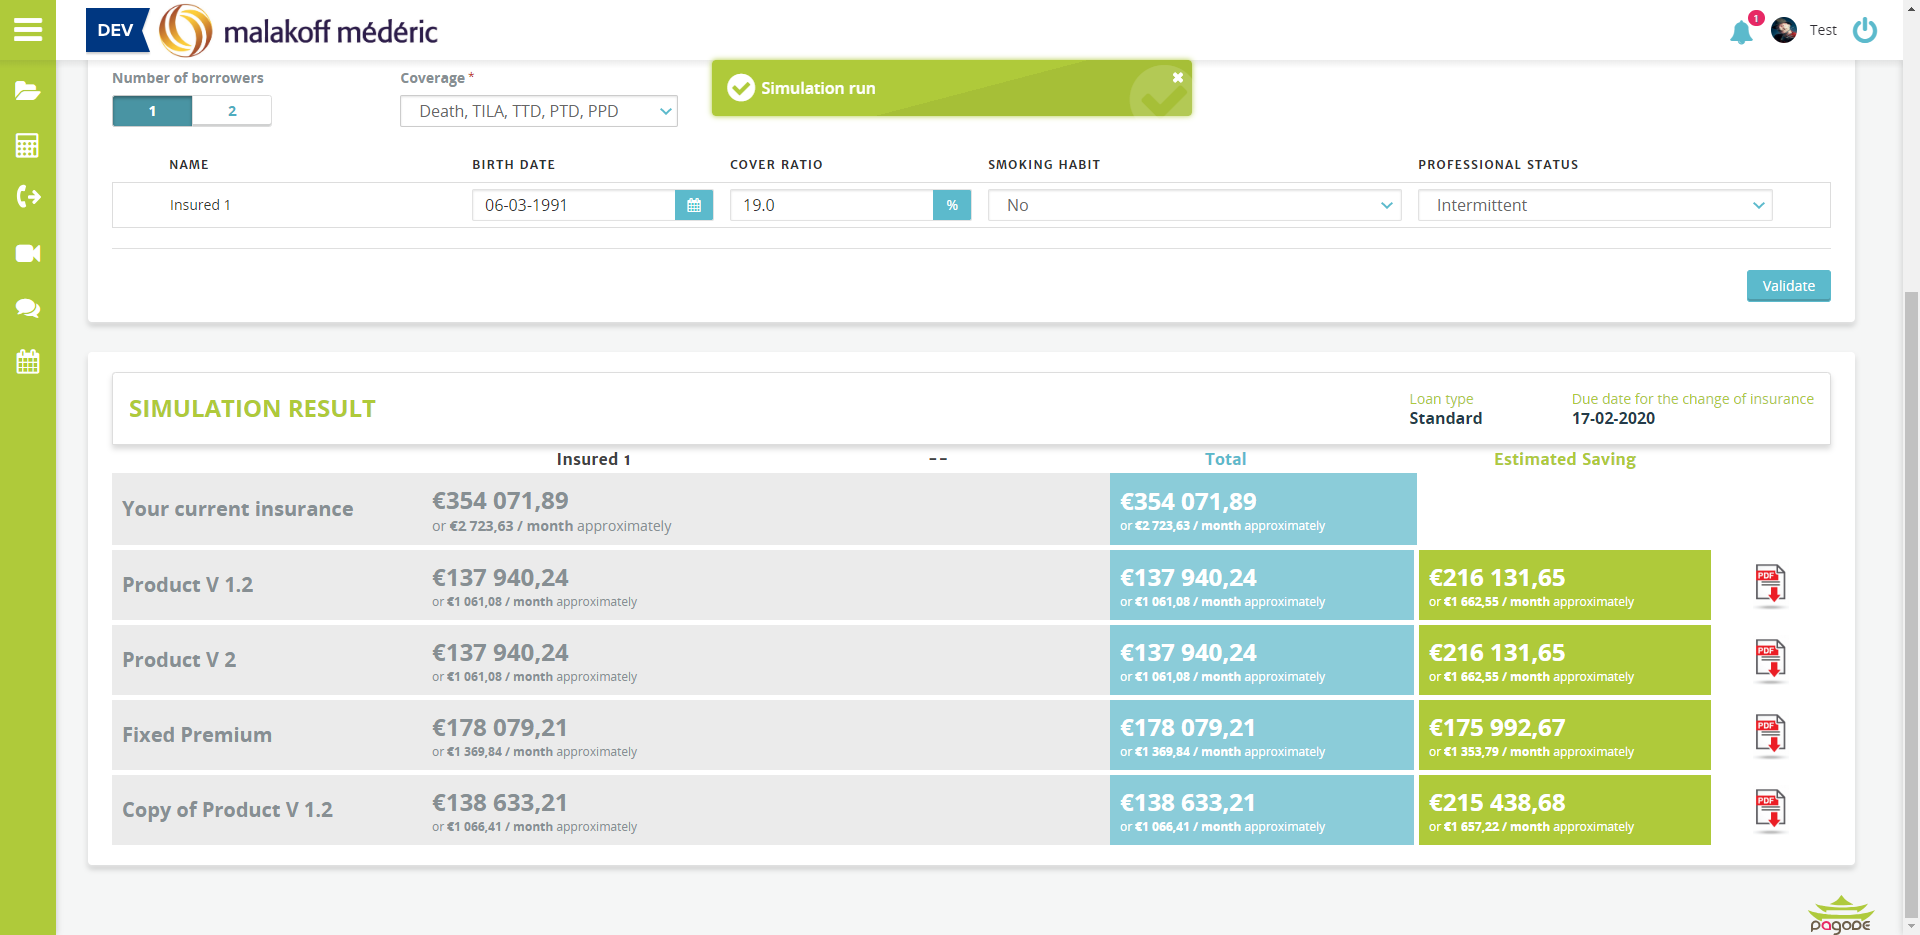 DEV
malakoff médéric
1
Test
Number of borrowers
Coverage *
Simulation run
1
2
Death, TILA, TTD, PTD, PPD
NAME
BIRTH DATE
COVER RATIO
SMOKING HABIT
PROFESSIONAL STATUS
Insured 1
06-03-1991
19.0
%
No
Intermittent
Validate
SIMULATION RESULT
Loan type
Standard
Due date for the change of insurance
17-02-2020
Insured 1
--
Total
Estimated Saving
Your current insurance
€354 071,89
or €2 723,63 / month approximately
€354 071,89
or €2 723,63 / month approximately
Product V 1.2
€137 940,24
or €1 061,08 / month approximately
€137 940,24
or €1 061,08 / month approximately
€216 131,65
or €1 662,55 / month approximately
PDF
Product V 2
€137 940,24
or €1 061,08 / month approximately
€137 940,24
or €1 061,08 / month approximately
€216 131,65
or €1 662,55 / month approximately
PDF
Fixed Premium
€178 079,21
or €1 369,84 / month approximately
€178 079,21
or €1 369,84 / month approximately
€175 992,67
or €1 353,79 / month approximately
PDF
Copy of Product V 1.2
€138 633,21
or €1 066,41 / month approximately
€138 633,21
or €1 066,41 / month approximately
€215 438,68
or €1 657,22 / month approximately
PDF
pagode